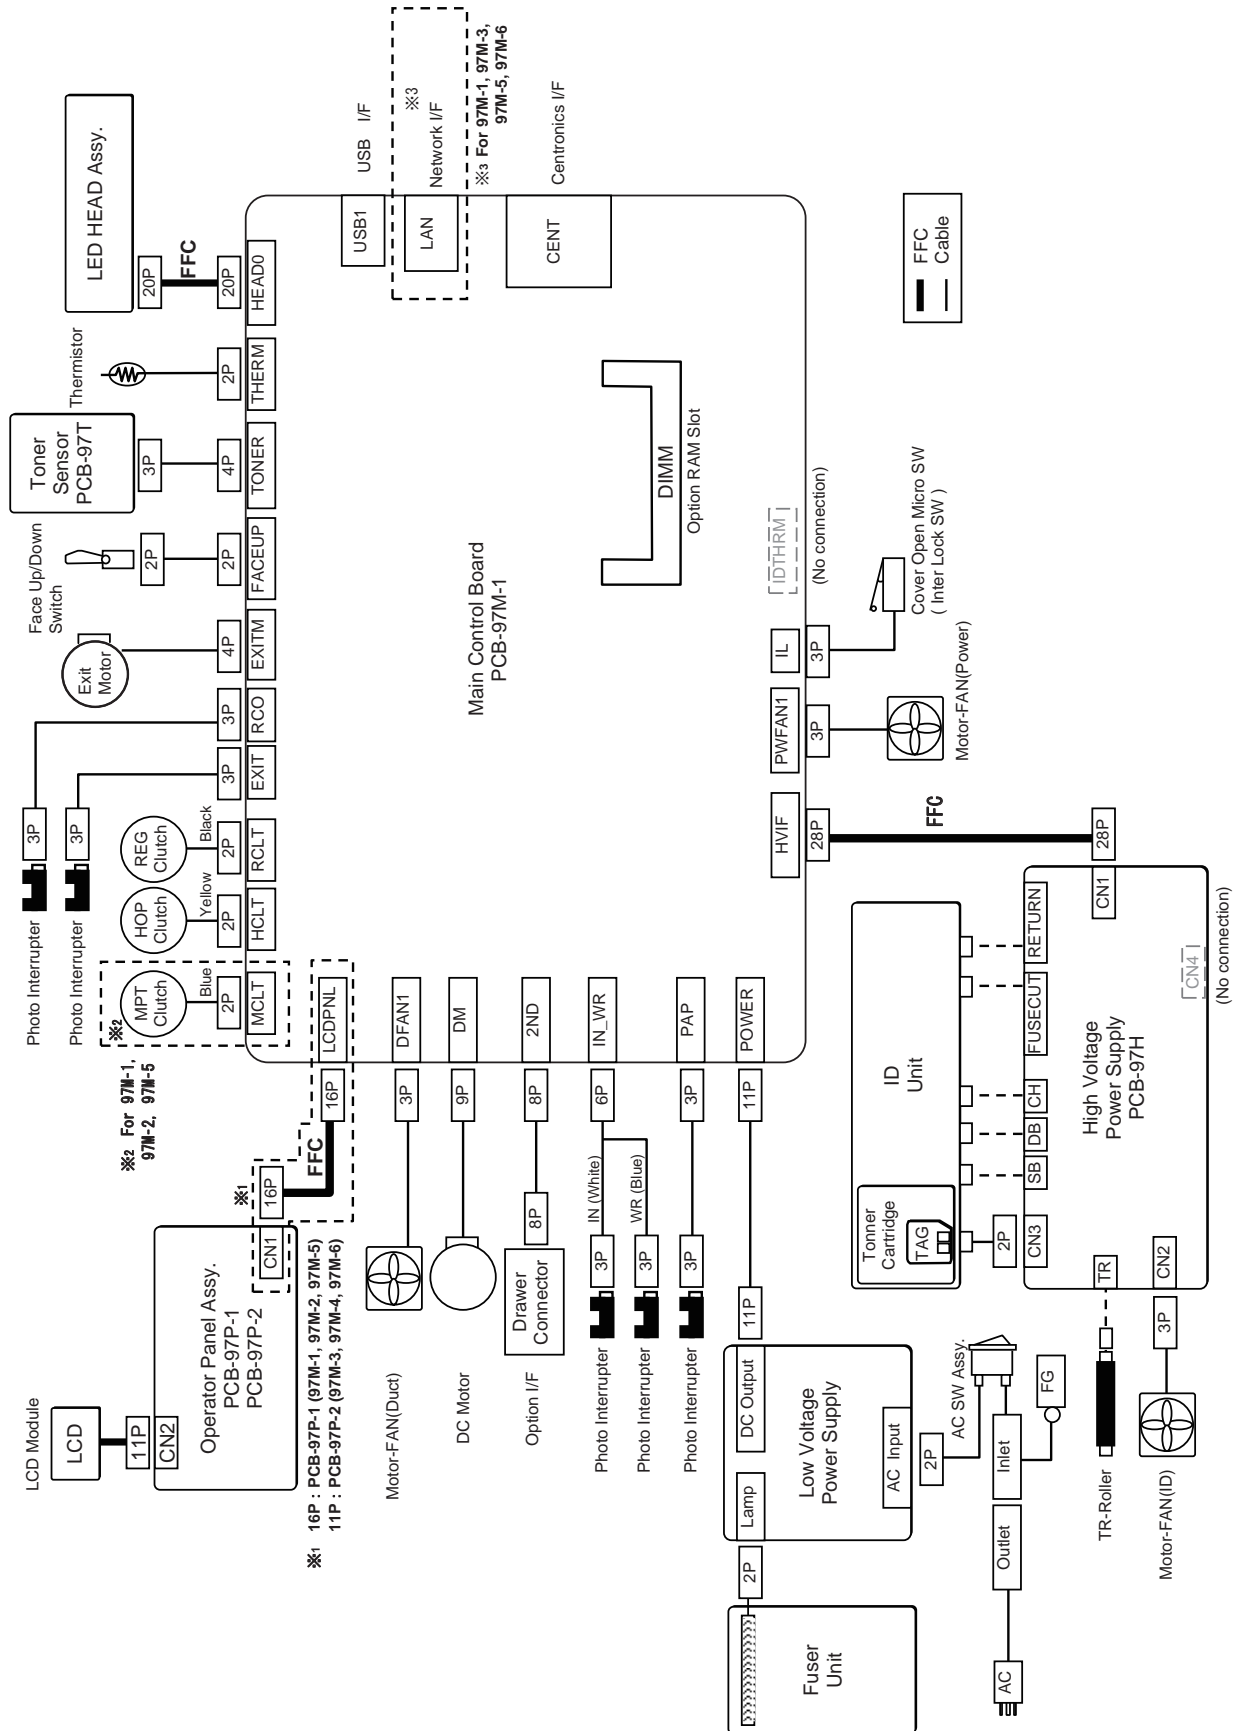 LED HEAD Assy.
20P
FFC
20P
HEAD0
Thermistor
2P
THERM
Toner
Sensor
PCB-97T
3P
4P
TONER
Face Up/Down
Switch
2P
2P
FACEUP
Exit
Motor
4P
EXITM
3P
RCO
3P
EXIT
Photo Interrupter
3P
Photo Interrupter
3P
REG
Clutch
Black
2P
RCLT
HOP
Clutch
Yellow
2P
HCLT
※2
MPT
Clutch
Blue
2P
MCLT
※2 For 97M-1,
97M-2, 97M-5
USB I/F
USB1
※3
Network I/F
LAN
※3 For 97M-1, 97M-3,
97M-5, 97M-6
Centronics I/F
CENT
FFC
Cable
Main Control Board
PCB-97M-1
DIMM
Option RAM Slot
IDTHRM
(No connection)
IL
3P
Cover Open Micro SW
( Inter Lock SW )
PWFAN1
3P
Motor-FAN(Power)
HVIF
28P
FFC
28P
CN1
LCDPNL
16P
FFC
※1
16P
CN1
Operator Panel Assy.
PCB-97P-1
PCB-97P-2
CN2
11P
LCD
LCD Module
※1 16P : PCB-97P-1 (97M-1, 97M-2, 97M-5)
11P : PCB-97P-2 (97M-3, 97M-4, 97M-6)
DFAN1
3P
Motor-FAN(Duct)
DM
9P
DC Motor
2ND
8P
8P
Drawer
Connector
Option I/F
IN_WR
6P
IN (White)
3P
Photo Interrupter
WR (Blue)
3P
Photo Interrupter
PAP
3P
3P
Photo Interrupter
POWER
11P
11P
DC Output
Low Voltage
Power Supply
Lamp
AC Input
2P
Fuser
Unit
2P
AC SW Assy.
Inlet
FG
Outlet
AC
ID
Unit
Tonner
Cartridge
TAG
2P
CN3
SB
DB
CH
FUSECUT
RETURN
High Voltage
Power Supply
PCB-97H
CN4
(No connection)
TR
TR-Roller
CN2
3P
Motor-FAN(ID)